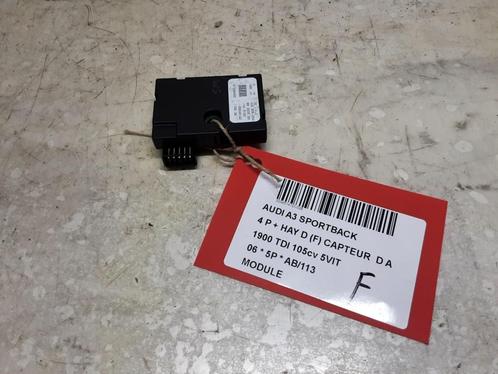 AUDI A3 SPORTBACK
4 P + HAY D (F) CAPTEUR D A
1900 TDI 105cv 5VIT
06 * 5P * AB/113
MODULE
F